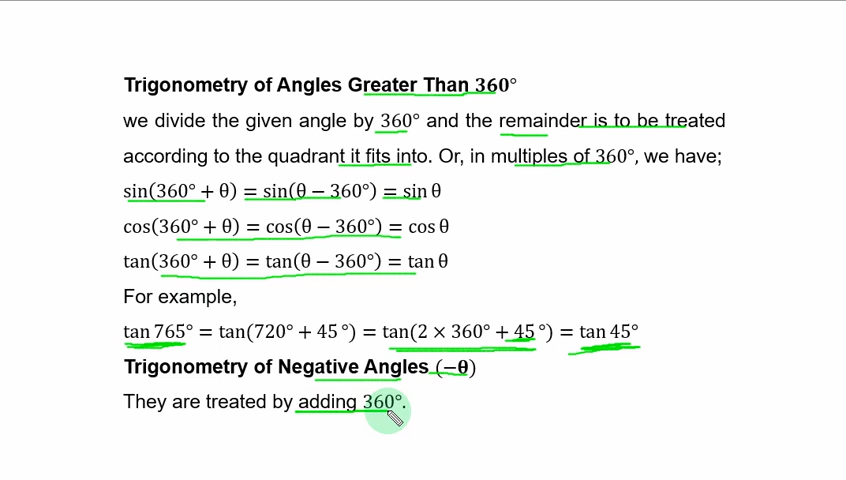 Trigonometry of Angles Greater Than 360°
we divide the given angle by 360° and the remainder is to be treated
according to the quadrant it fits into. Or, in multiples of 360°, we have;
sin(360° + θ) = sin(θ − 360°) = sin θ
cos(360° + θ) = cos(θ − 360°) = cos θ
tan(360° + θ) = tan(θ − 360°) = tan θ
For example,
tan 765° = tan(720° + 45 °) = tan(2 × 360° + 45 °) = tan 45°
Trigonometry of Negative Angles (−θ)
They are treated by adding 360°.